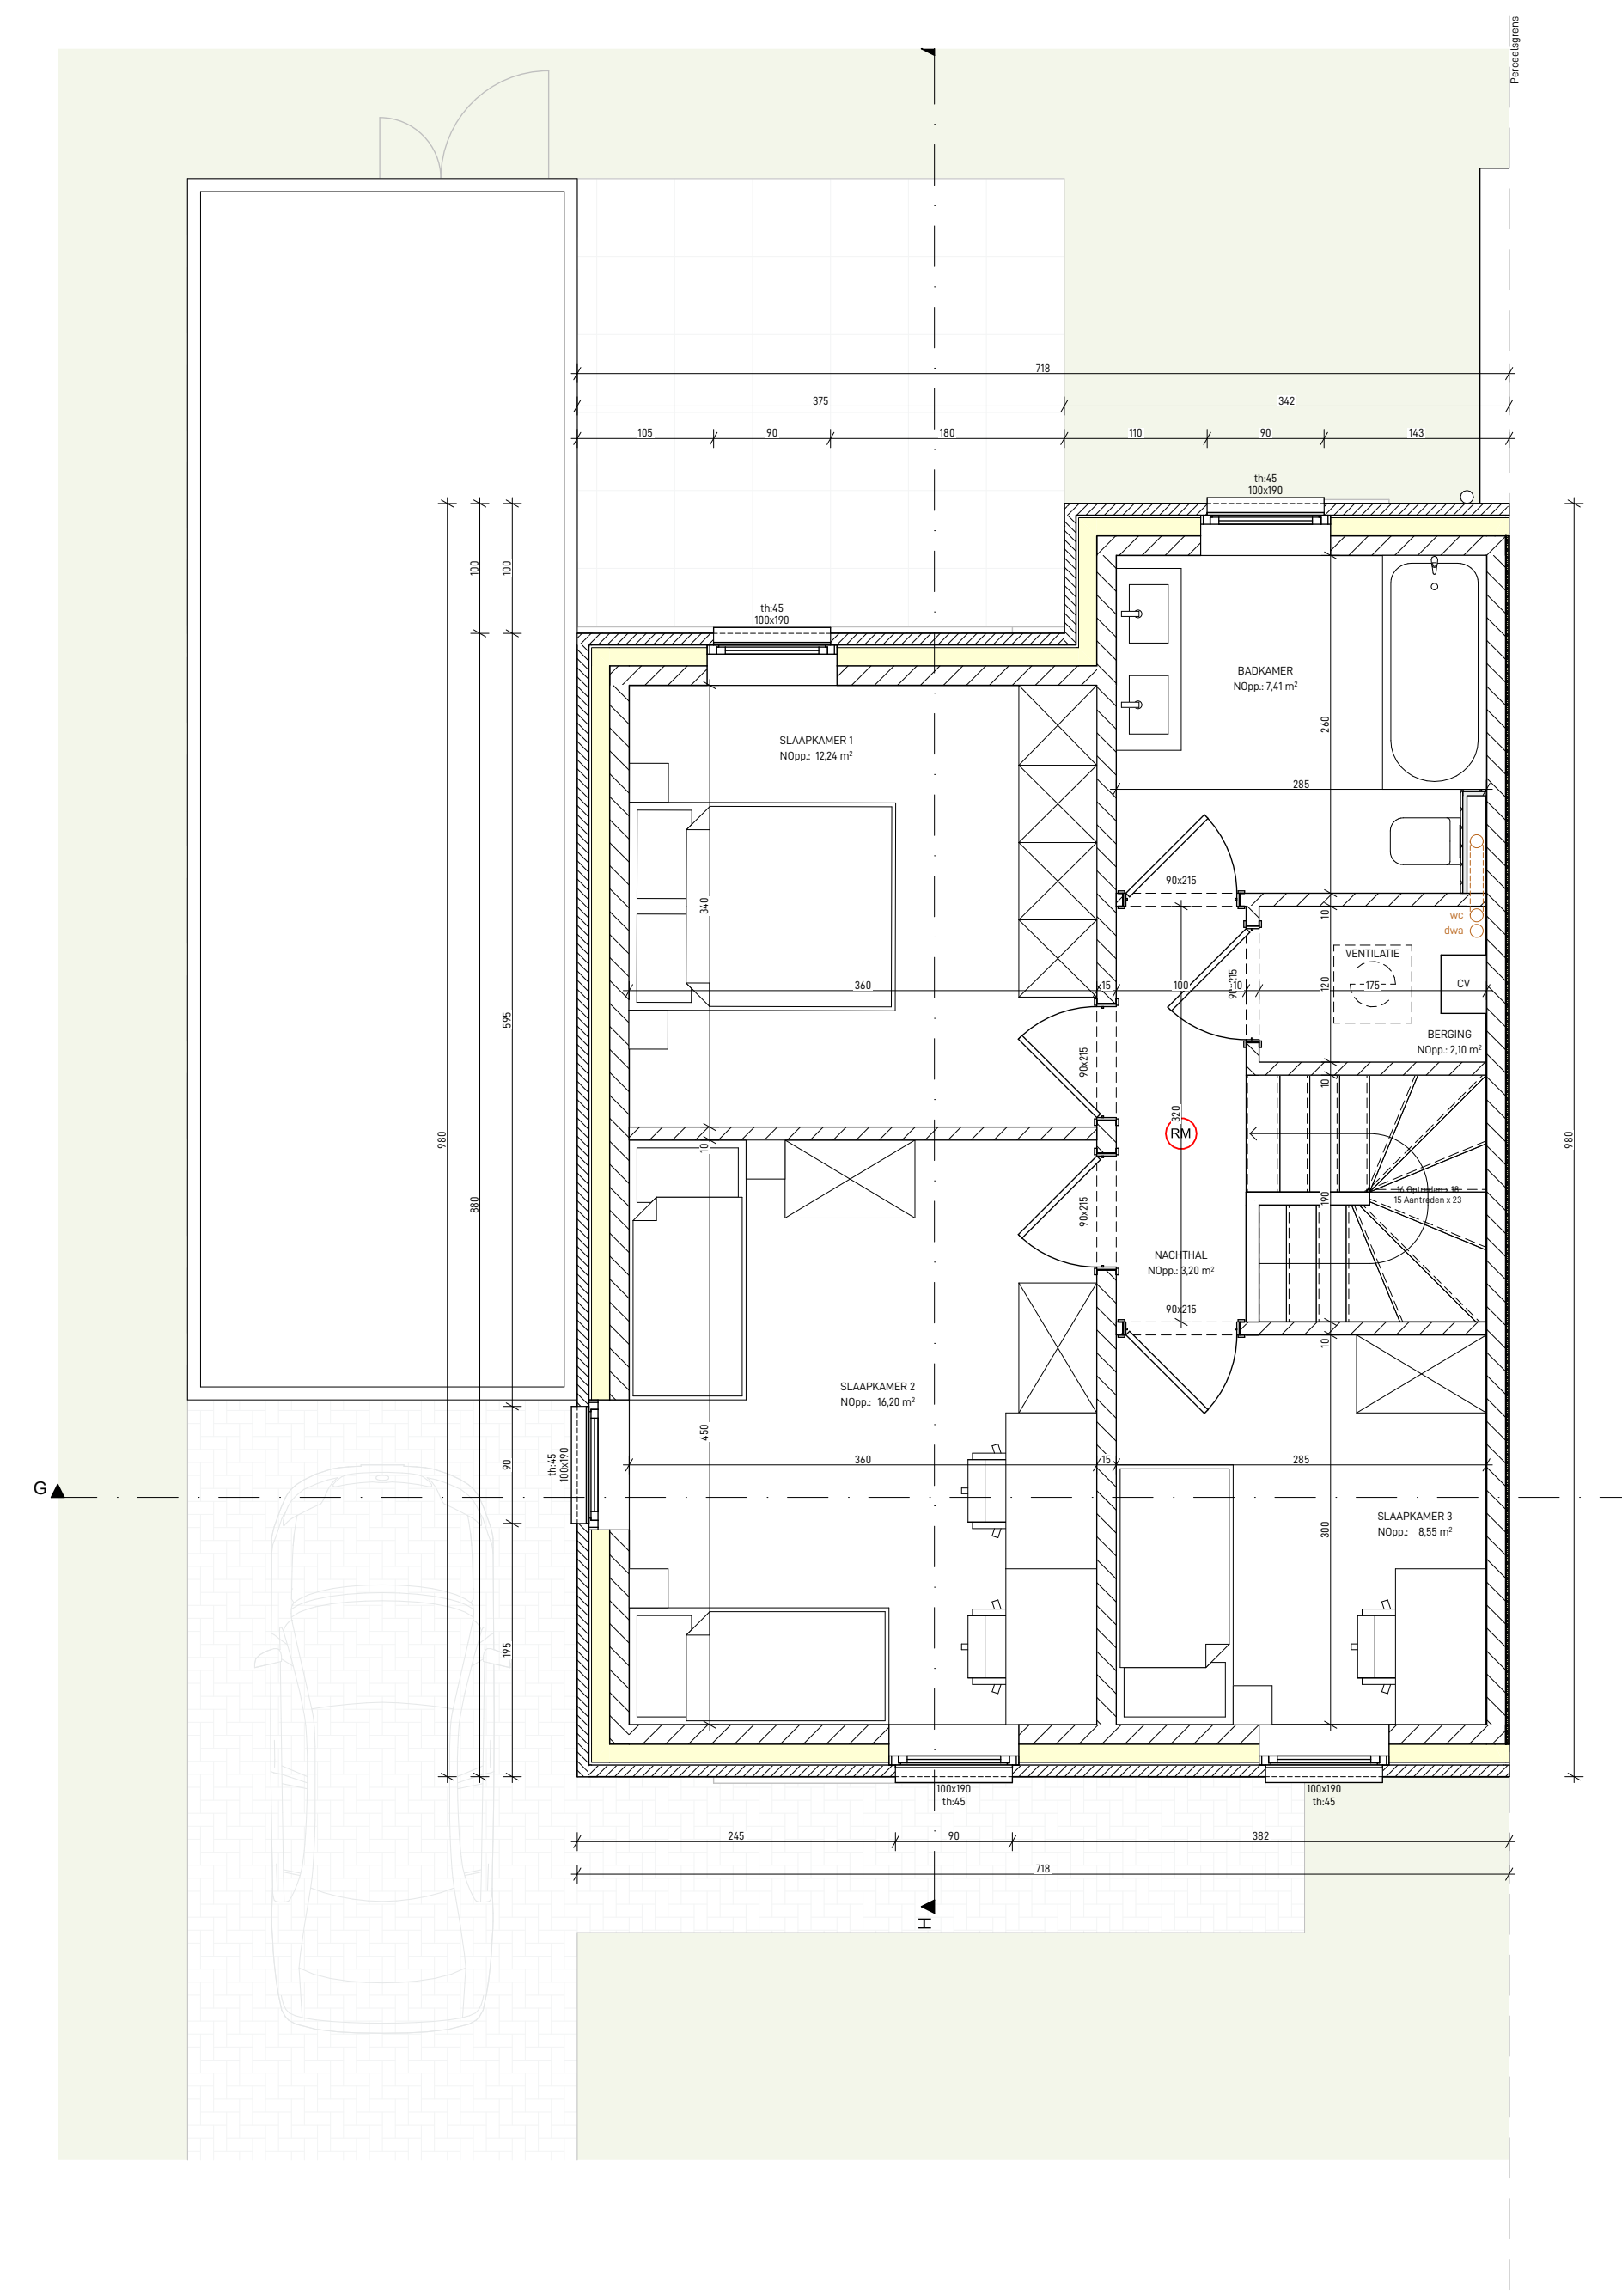 Perceelsgrens
718
375
342
105
90
180
110
90
143
th:45
100x190
th:45
100x190
100
100
BADKAMER
NOpp.: 7,41 m²
260
SLAAPKAMER 1
NOpp.: 12,24 m²
285
90x215
340
10
wc
dwa
VENTILATIE
CV
360
15
100
90x215
10
120
175
BERGING
NOpp.: 2,10 m²
595
90x215
10
320
RM
980
880
10
980
16 Optreden x 18
15 Aantreden x 23
190
90x215
NACHTHAL
NOpp.: 3,20 m²
90x215
10
SLAAPKAMER 2
NOpp.: 16,20 m²
450
th:45
100x190
90
360
15
285
G
SLAAPKAMER 3
NOpp.: 8,55 m²
300
195
100x190
th:45
100x190
th:45
245
90
382
718
H